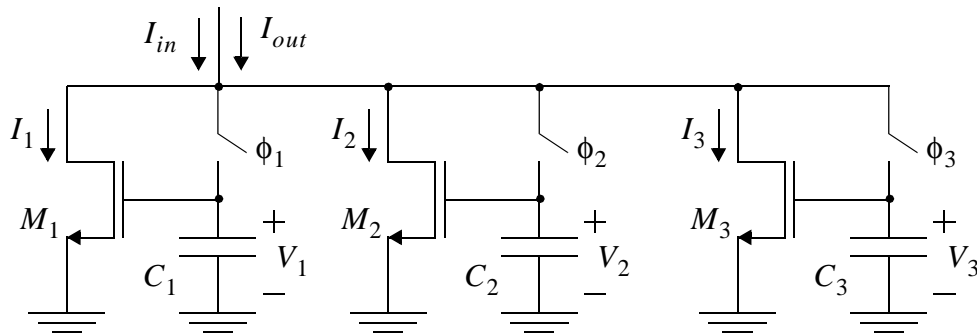 I_in I_out
I_1 ϕ_1 I_2 ϕ_2 I_3 ϕ_3
M_1 + M_2 + M_3 +
C_1 V_1 C_2 V_2 C_3 V_3
− − −